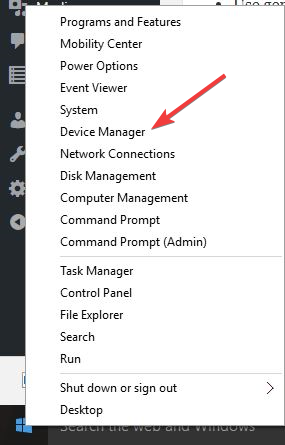 Programs and Features
Mobility Center
Power Options
Event Viewer
System
Device Manager
Network Connections
Disk Management
Computer Management
Command Prompt
Command Prompt (Admin)
Task Manager
Control Panel
File Explorer
Search
Run
Shut down or sign out
Desktop
Search the web and Windows